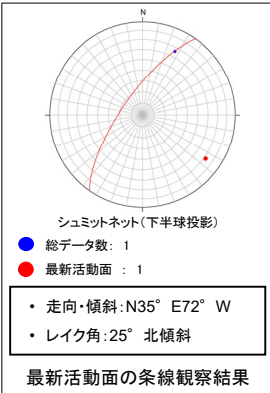 N
シュミットネット(下半球投影)
総データ数: 1
最新活動面 : 1
• 走向・傾斜:N35° E72° W
• レイク角:25° 北傾斜
最新活動面の条線観察結果